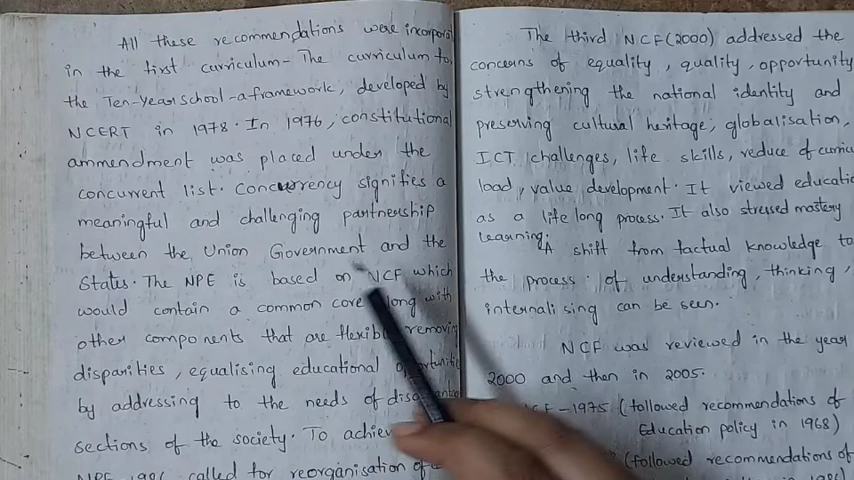 All these recommendations were
in the first curriculum- The curriculum
the Ten-year school-a framework, developed by
NCERT in 1978. In 1976, constitutional
ammendment was placed under the
concurrent list. Concurrency signifies a
meaningful and challenging partnership
between the Union Government and the
States. The NPE is based on NCF which
would contain a common core with
other components that are
disparities, equalising educational
by addressing to the needs of
sections of the society. To
called for reorganisation of
The third NCF(2000) addressed the
concerns of equality, quality, opportunity
strengthening the national identity and
preserving cultural heritage, globalisation,
ICT challenges, life skills, reduce of
load, value development. It viewed
as a life long process. It also stressed mastery
learning. A shift from factual knowledge to
the process of understanding, thinking,
internalising can be seen.
NCF was reviewed in the year
2000 and then in 2005.
-1975 (followed recommendations of
Education policy in 1968)
(followed recommendations of